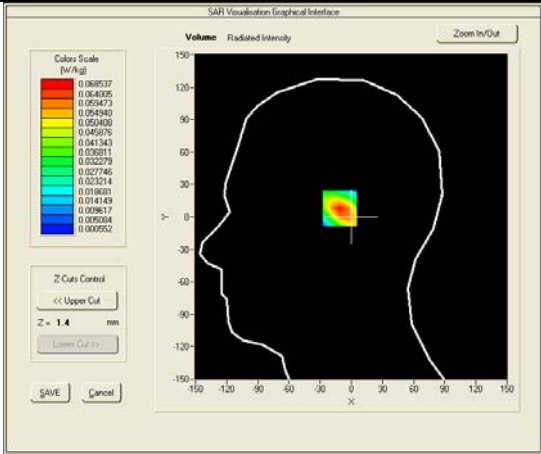 SAR Visualisation Graphical Interface
Volume Radiated Intensity
Zoom In/Out
Colors Scale
(W/kg)
0.068537
0.064005
0.059473
0.054940
0.050408
0.045876
0.041343
0.036811
0.032279
0.027746
0.023214
0.018681
0.014149
0.009617
0.005084
0.000552
150
120
90
60
30
0
-30
-60
-90
-120
-150
Y
-150 -120 -90 -60 -30 0 30 60 90 120 150
X
Z Cuts Control
<< Upper Cut
Z = 1.4 mm
Lower Cut >>
SAVE Cancel